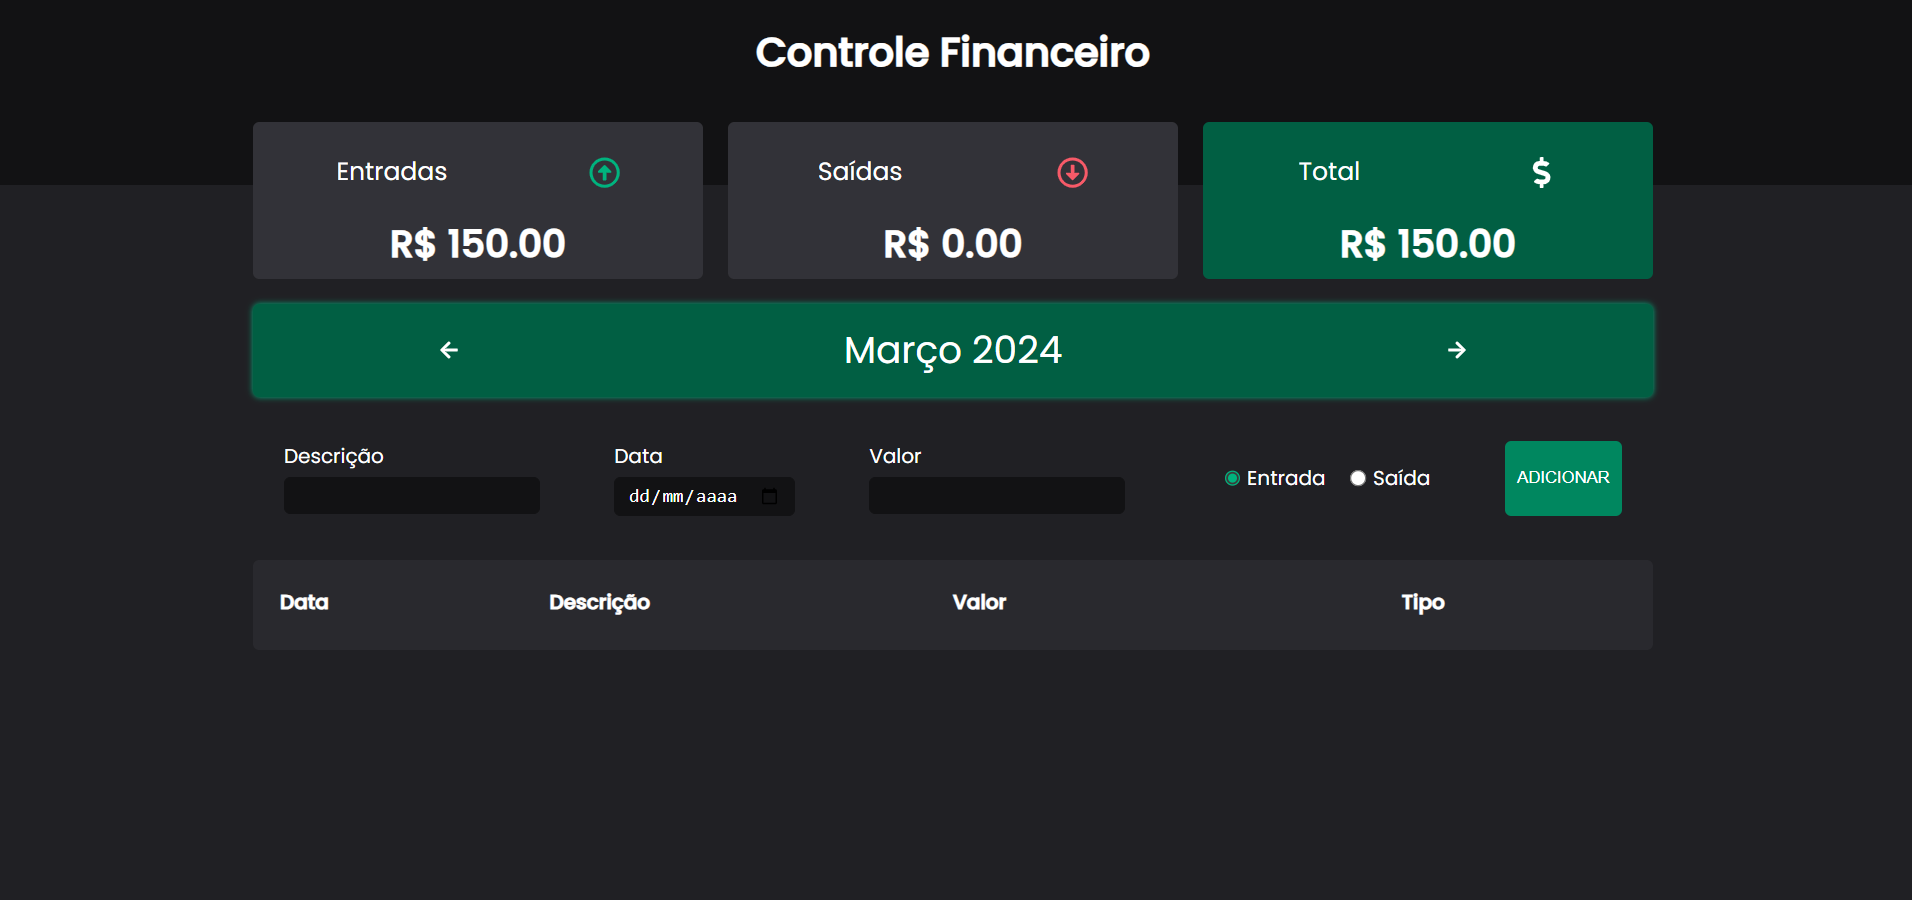 Controle Financeiro
Entradas
R$ 150.00
Saídas
R$ 0.00
Total
$
R$ 150.00
Março 2024
Descrição
Data
dd/mm/aaaa
Valor
Entrada
Saída
ADICIONAR
Data Descrição Valor Tipo